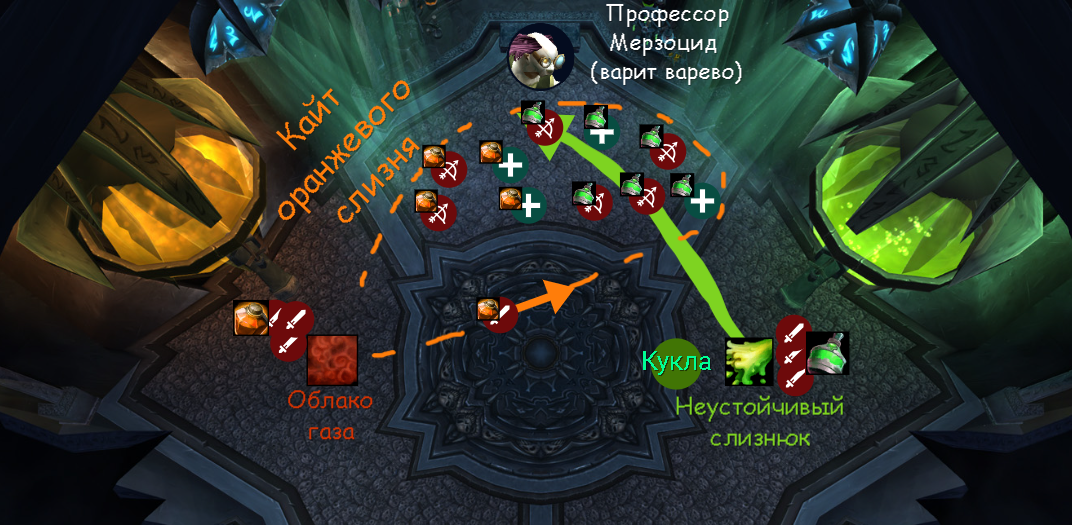 Профессор
Мерзоцид
(варит варево)
Кайт
оранжевого
слизня
Кукла
Облако
газа
Неустойчивый
слизнюк